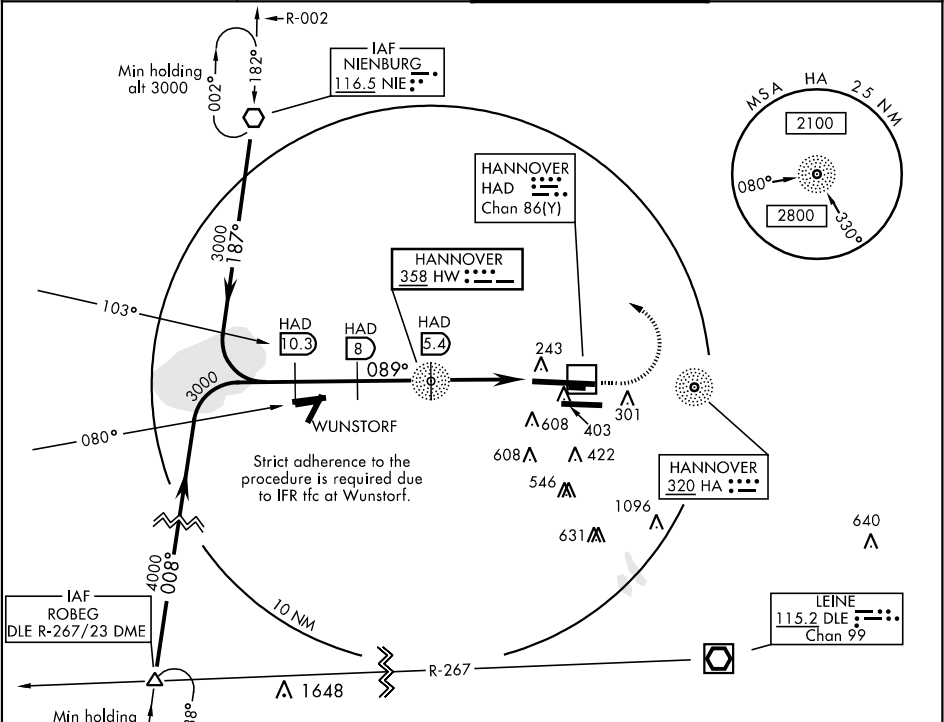 R-002
Min holding
alt 3000
002°
182°
IAF
NIENBURG
116.5 NIE
MSA HA 25 NM
2100
080°
2800
330°
HANNOVER
HAD
Chan 86(Y)
3000
187°
HANNOVER
358 HW
103°
HAD
10.3
HAD
8
HAD
5.4
089°
243
3000
301
608
403
WUNSTORF
080°
608
422
Strict adherence to the
procedure is required due
to IFR tfc at Wunstorf.
546
HANNOVER
320 HA
1096
631
640
4000
008°
10 NM
IAF
ROBEG
DLE R-267/23 DME
LEINE
115.2 DLE
Chan 99
R-267
1648
Min holding